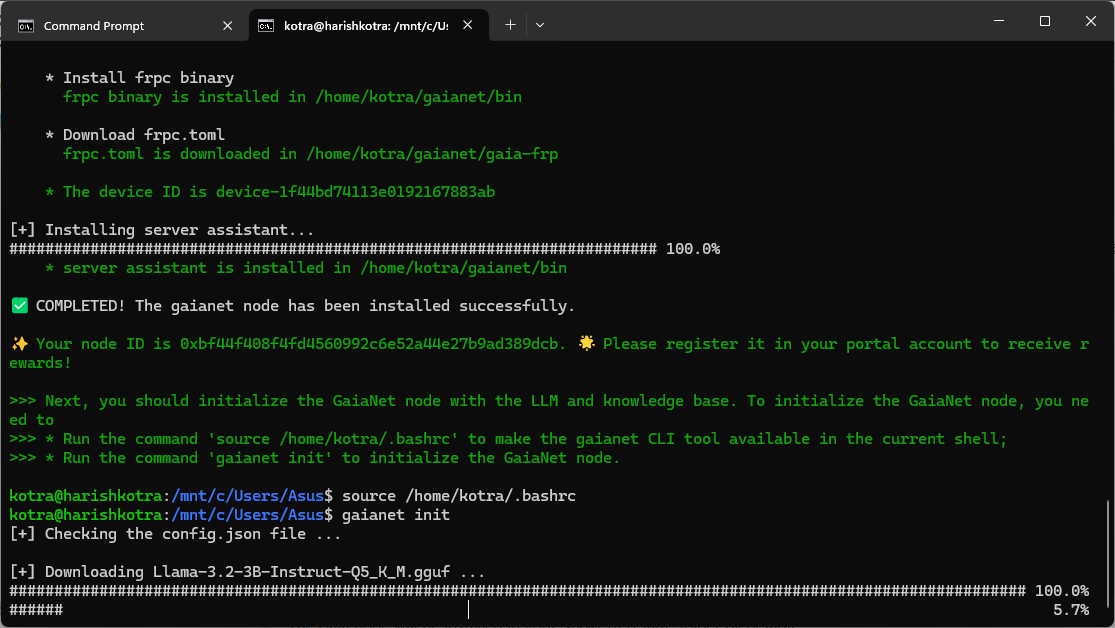 Command Prompt
kotra@harishkotra: /mnt/c/Us
* Install frpc binary
frpc binary is installed in /home/kotra/gaianet/bin
* Download frpc.toml
frpc.toml is downloaded in /home/kotra/gaianet/gaia-frp
* The device ID is device-1f44bd74113e0192167883ab
[+] Installing server assistant...
######################################################################## 100.0%
* server assistant is installed in /home/kotra/gaianet/bin
✅ COMPLETED! The gaianet node has been installed successfully.
✨ Your node ID is 0xbf44f408f4fd4560992c6e52a44e27b9ad389dcb. 🌟 Please register it in your portal account to receive r
ewards!
>>> Next, you should initialize the GaiaNet node with the LLM and knowledge base. To initialize the GaiaNet node, you ne
ed to
>>> * Run the command 'source /home/kotra/.bashrc' to make the gaianet CLI tool available in the current shell;
>>> * Run the command 'gaianet init' to initialize the GaiaNet node.
kotra@harishkotra:/mnt/c/Users/Asus$ source /home/kotra/.bashrc
kotra@harishkotra:/mnt/c/Users/Asus$ gaianet init
[+] Checking the config.json file ...
[+] Downloading Llama-3.2-3B-Instruct-Q5_K_M.gguf ...
################################################################################################################# 100.0%
###### 5.7%